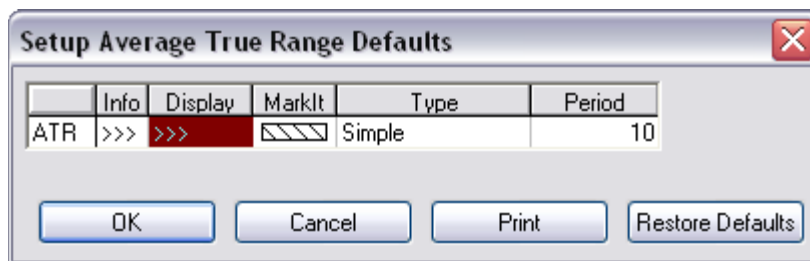 Setup Average True Range Defaults
Info Display MarkIt Type Period
ATR >>> >>> Simple 10
OK Cancel Print Restore Defaults